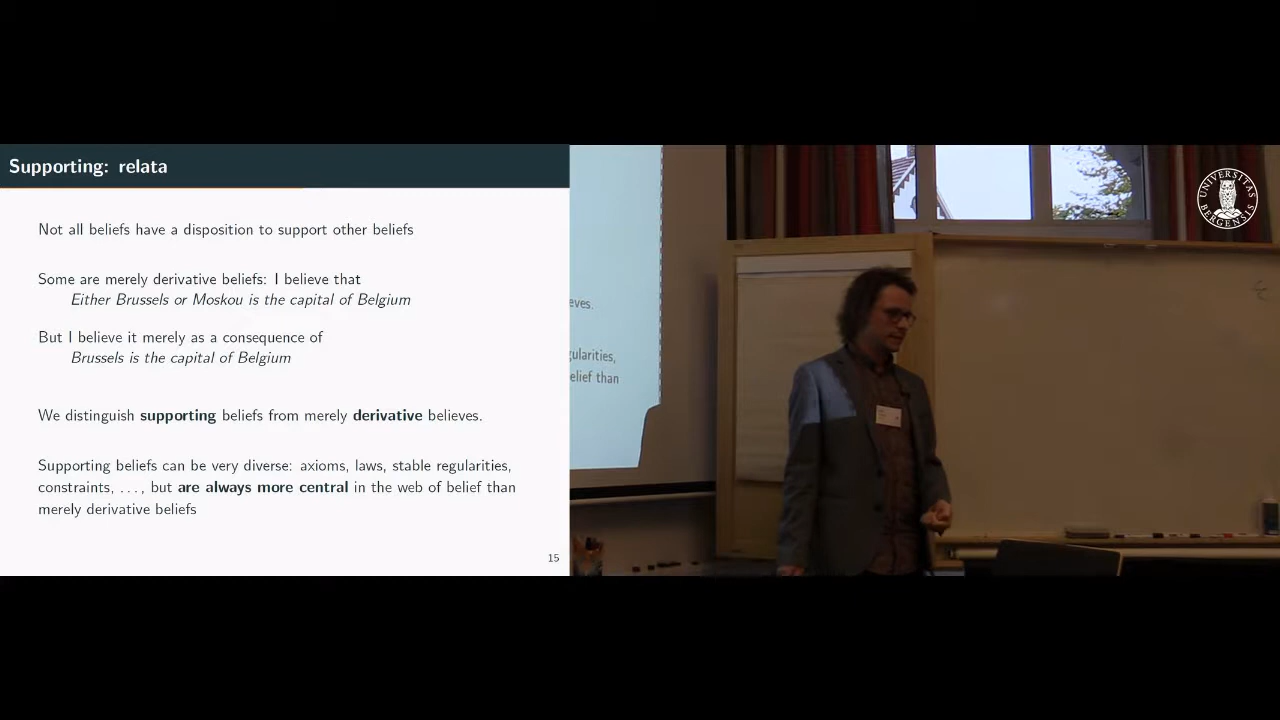 Supporting: relata
Not all beliefs have a disposition to support other beliefs
Some are merely derivative beliefs: I believe that
Either Brussels or Moskou is the capital of Belgium
But I believe it merely as a consequence of
Brussels is the capital of Belgium
We distinguish supporting beliefs from merely derivative believes.
Supporting beliefs can be very diverse: axioms, laws, stable regularities,
constraints, . . . , but are always more central in the web of belief than
merely derivative beliefs
15
eves.
gularities,
elief than
UNIVERSITAS
BERGENSIS